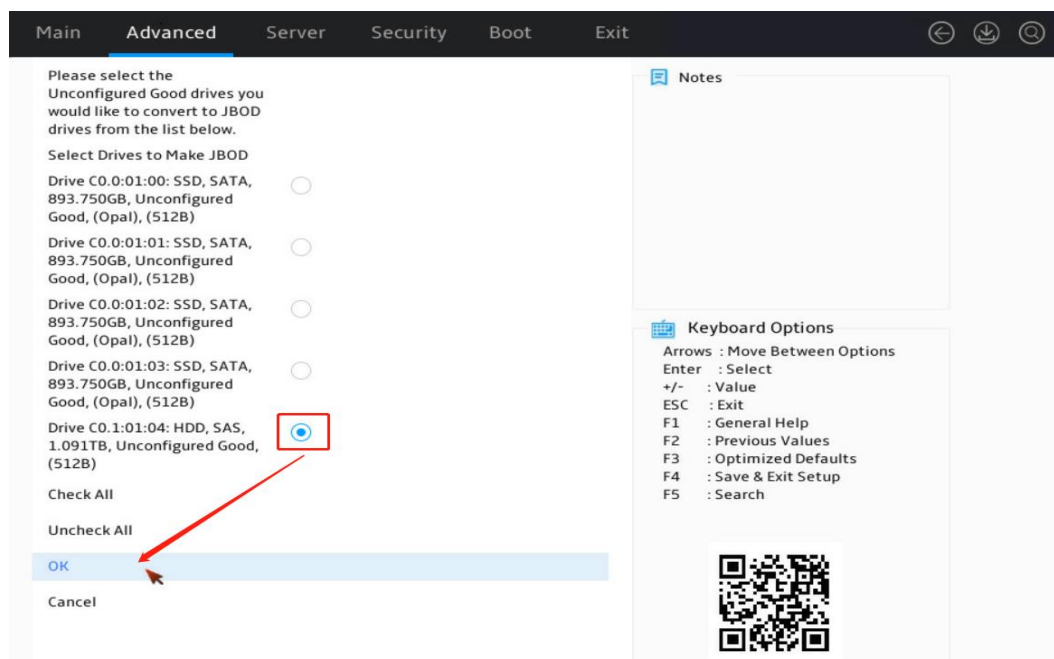 Main Advanced Server Security Boot Exit
Please select the
Unconfigured Good drives you
would like to convert to JBOD
drives from the list below.
Select Drives to Make JBOD
Drive C0.0:01:00: SSD, SATA,
893.750GB, Unconfigured
Good, (Opal), (512B)
Drive C0.0:01:01: SSD, SATA,
893.750GB, Unconfigured
Good, (Opal), (512B)
Drive C0.0:01:02: SSD, SATA,
893.750GB, Unconfigured
Good, (Opal), (512B)
Drive C0.0:01:03: SSD, SATA,
893.750GB, Unconfigured
Good, (Opal), (512B)
Drive C0.1:01:04: HDD, SAS,
1.091TB, Unconfigured Good,
(512B)
Check All
Uncheck All
OK
Cancel
Notes
Keyboard Options
Arrows : Move Between Options
Enter : Select
+/- : Value
ESC : Exit
F1 : General Help
F2 : Previous Values
F3 : Optimized Defaults
F4 : Save & Exit Setup
F5 : Search